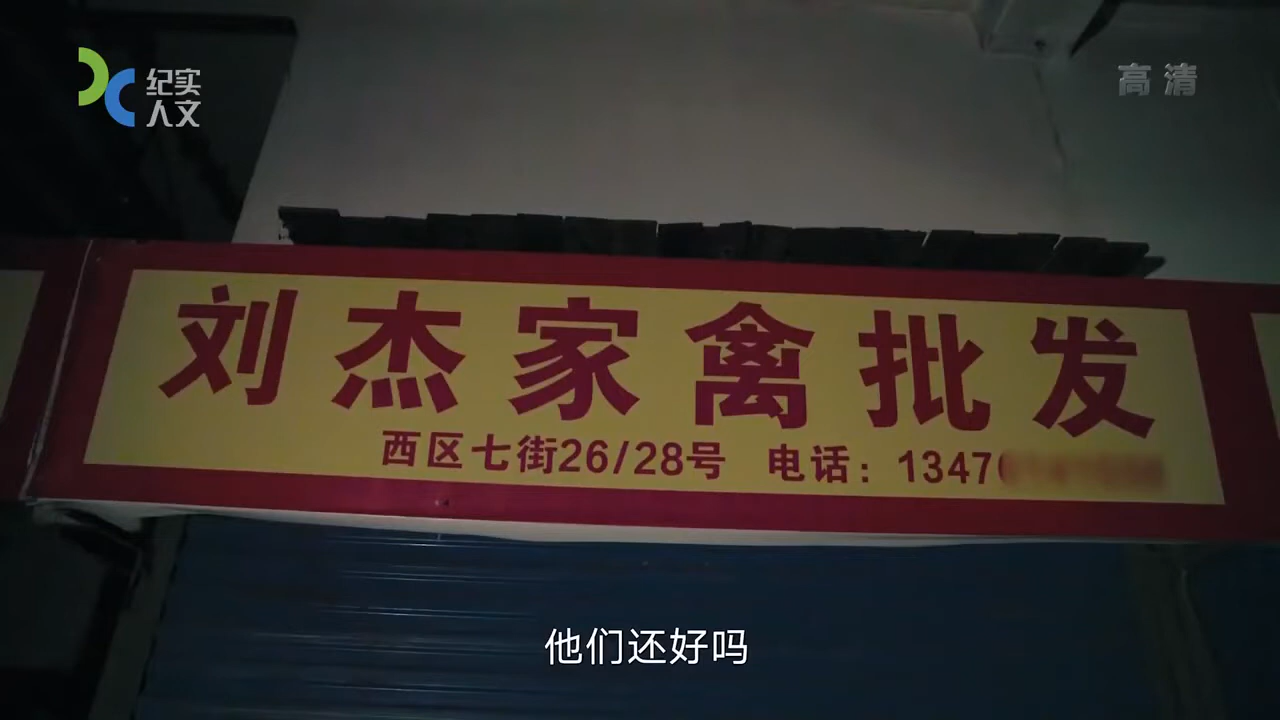 纪实
人文
高清
刘杰家禽批发
西区七街26/28号 电话：1347
他们还好吗